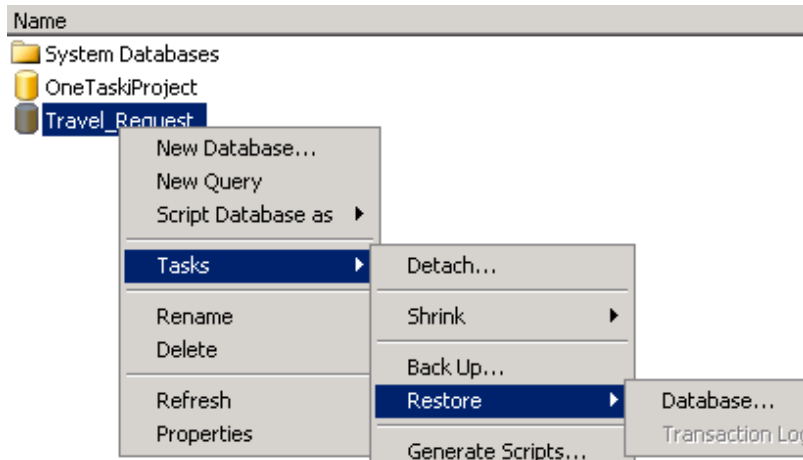 Name
System Databases
OneTaskiProject
Travel_Request
New Database...
New Query
Script Database as
Tasks
Rename
Delete
Refresh
Properties
Detach...
Shrink
Back Up...
Restore
Generate Scripts...
Database...
Transaction Log